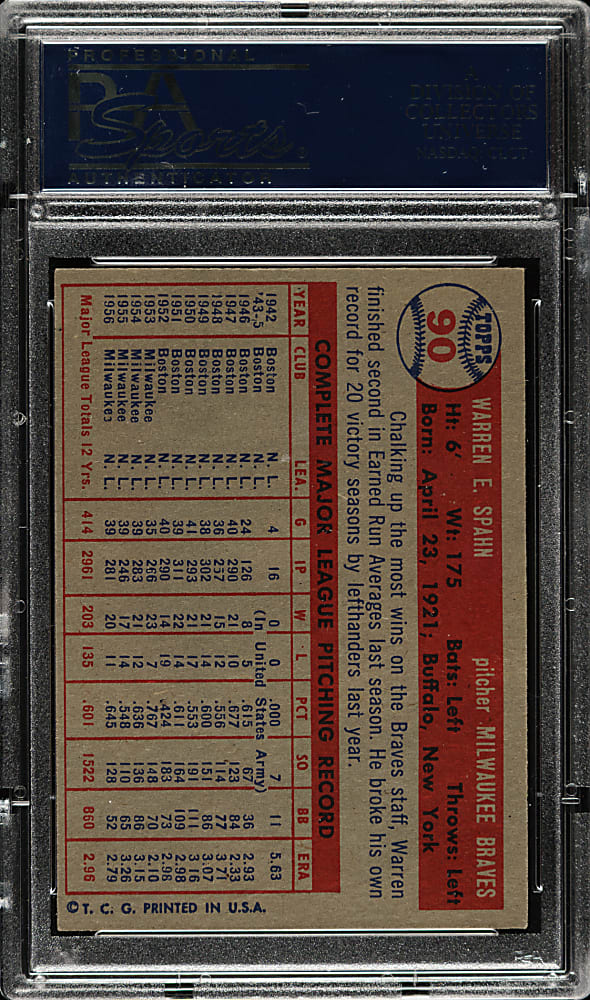 PROFESSIONAL
PSA
Sports
AUTHENTICATOR
A
DIVISION OF
COLLECTORS
UNIVERSE
NASDAQ: CLCT
TOPPS
90
WARREN E. SPAHN pitcher MILWAUKEE BRAVES
Ht: 6' Wt: 175 Bats: Left Throws: Left
Born: April 23, 1921; Buffalo, New York
Chalking up the most wins on the Braves staff, Warren
finished second in Earned Run Averages last season. He broke his own
record for 20 victory seasons by lefthanders last year.
COMPLETE MAJOR LEAGUE PITCHING RECORD
YEAR CLUB LEA. G IP W L PCT SO BB ERA
1942 Boston N. L. 4 16 0 0 .000 7 11 5.63
'43-5 (In United States Army)
1946 Boston N. L. 24 126 8 5 .615 67 36 2.93
1947 Boston N. L. 40 290 21 10 .677 123 84 2.33
1948 Boston N. L. 36 257 15 12 .556 114 77 3.71
1949 Boston N. L. 38 302 21 14 .600 151 86 3.07
1950 Boston N. L. 41 293 21 17 .553 191 111 3.16
1951 Boston N. L. 39 311 22 14 .611 164 109 2.98
1952 Boston N. L. 40 290 14 19 .424 183 73 2.96
1953 Milwaukee N. L. 35 266 23 7 .767 148 70 2.10
1954 Milwaukee N. L. 39 283 21 12 .636 136 86 3.15
1955 Milwaukee N. L. 39 246 17 14 .548 110 65 3.26
1956 Milwaukee N. L. 39 281 20 11 .645 128 52 2.79
Major League Totals 12 Yrs. 414 2961 203 135 .601 1522 860 2.96
© T. C. G. PRINTED IN U.S.A.